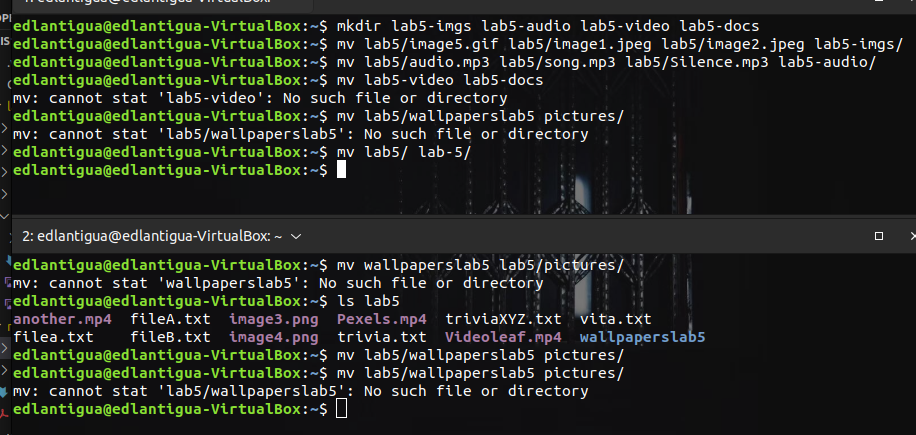 edlantigua@edlantigua-VirtualBox:~$ mkdir lab5-imgs lab5-audio lab5-video lab5-docs
edlantigua@edlantigua-VirtualBox:~$ mv lab5/image5.gif lab5/image1.jpeg lab5/image2.jpeg lab5-imgs/
edlantigua@edlantigua-VirtualBox:~$ mv lab5/audio.mp3 lab5/song.mp3 lab5/Silence.mp3 lab5-audio/
edlantigua@edlantigua-VirtualBox:~$ mv lab5-video lab5-docs
mv: cannot stat 'lab5-video': No such file or directory
edlantigua@edlantigua-VirtualBox:~$ mv lab5/wallpaperslab5 pictures/
mv: cannot stat 'lab5/wallpaperslab5': No such file or directory
edlantigua@edlantigua-VirtualBox:~$ mv lab5/ lab-5/
edlantigua@edlantigua-VirtualBox:~$
2: edlantigua@edlantigua-VirtualBox: ~
edlantigua@edlantigua-VirtualBox:~$ mv wallpaperslab5 lab5/pictures/
mv: cannot stat 'wallpaperslab5': No such file or directory
edlantigua@edlantigua-VirtualBox:~$ ls lab5
another.mp4 fileA.txt image3.png Pexels.mp4 triviaXYZ.txt vita.txt
filea.txt fileB.txt image4.png trivia.txt Videoleaf.mp4 wallpaperslab5
edlantigua@edlantigua-VirtualBox:~$ mv lab5/wallpaperslab5 pictures/
edlantigua@edlantigua-VirtualBox:~$ mv lab5/wallpaperslab5 pictures/
mv: cannot stat 'lab5/wallpaperslab5': No such file or directory
edlantigua@edlantigua-VirtualBox:~$